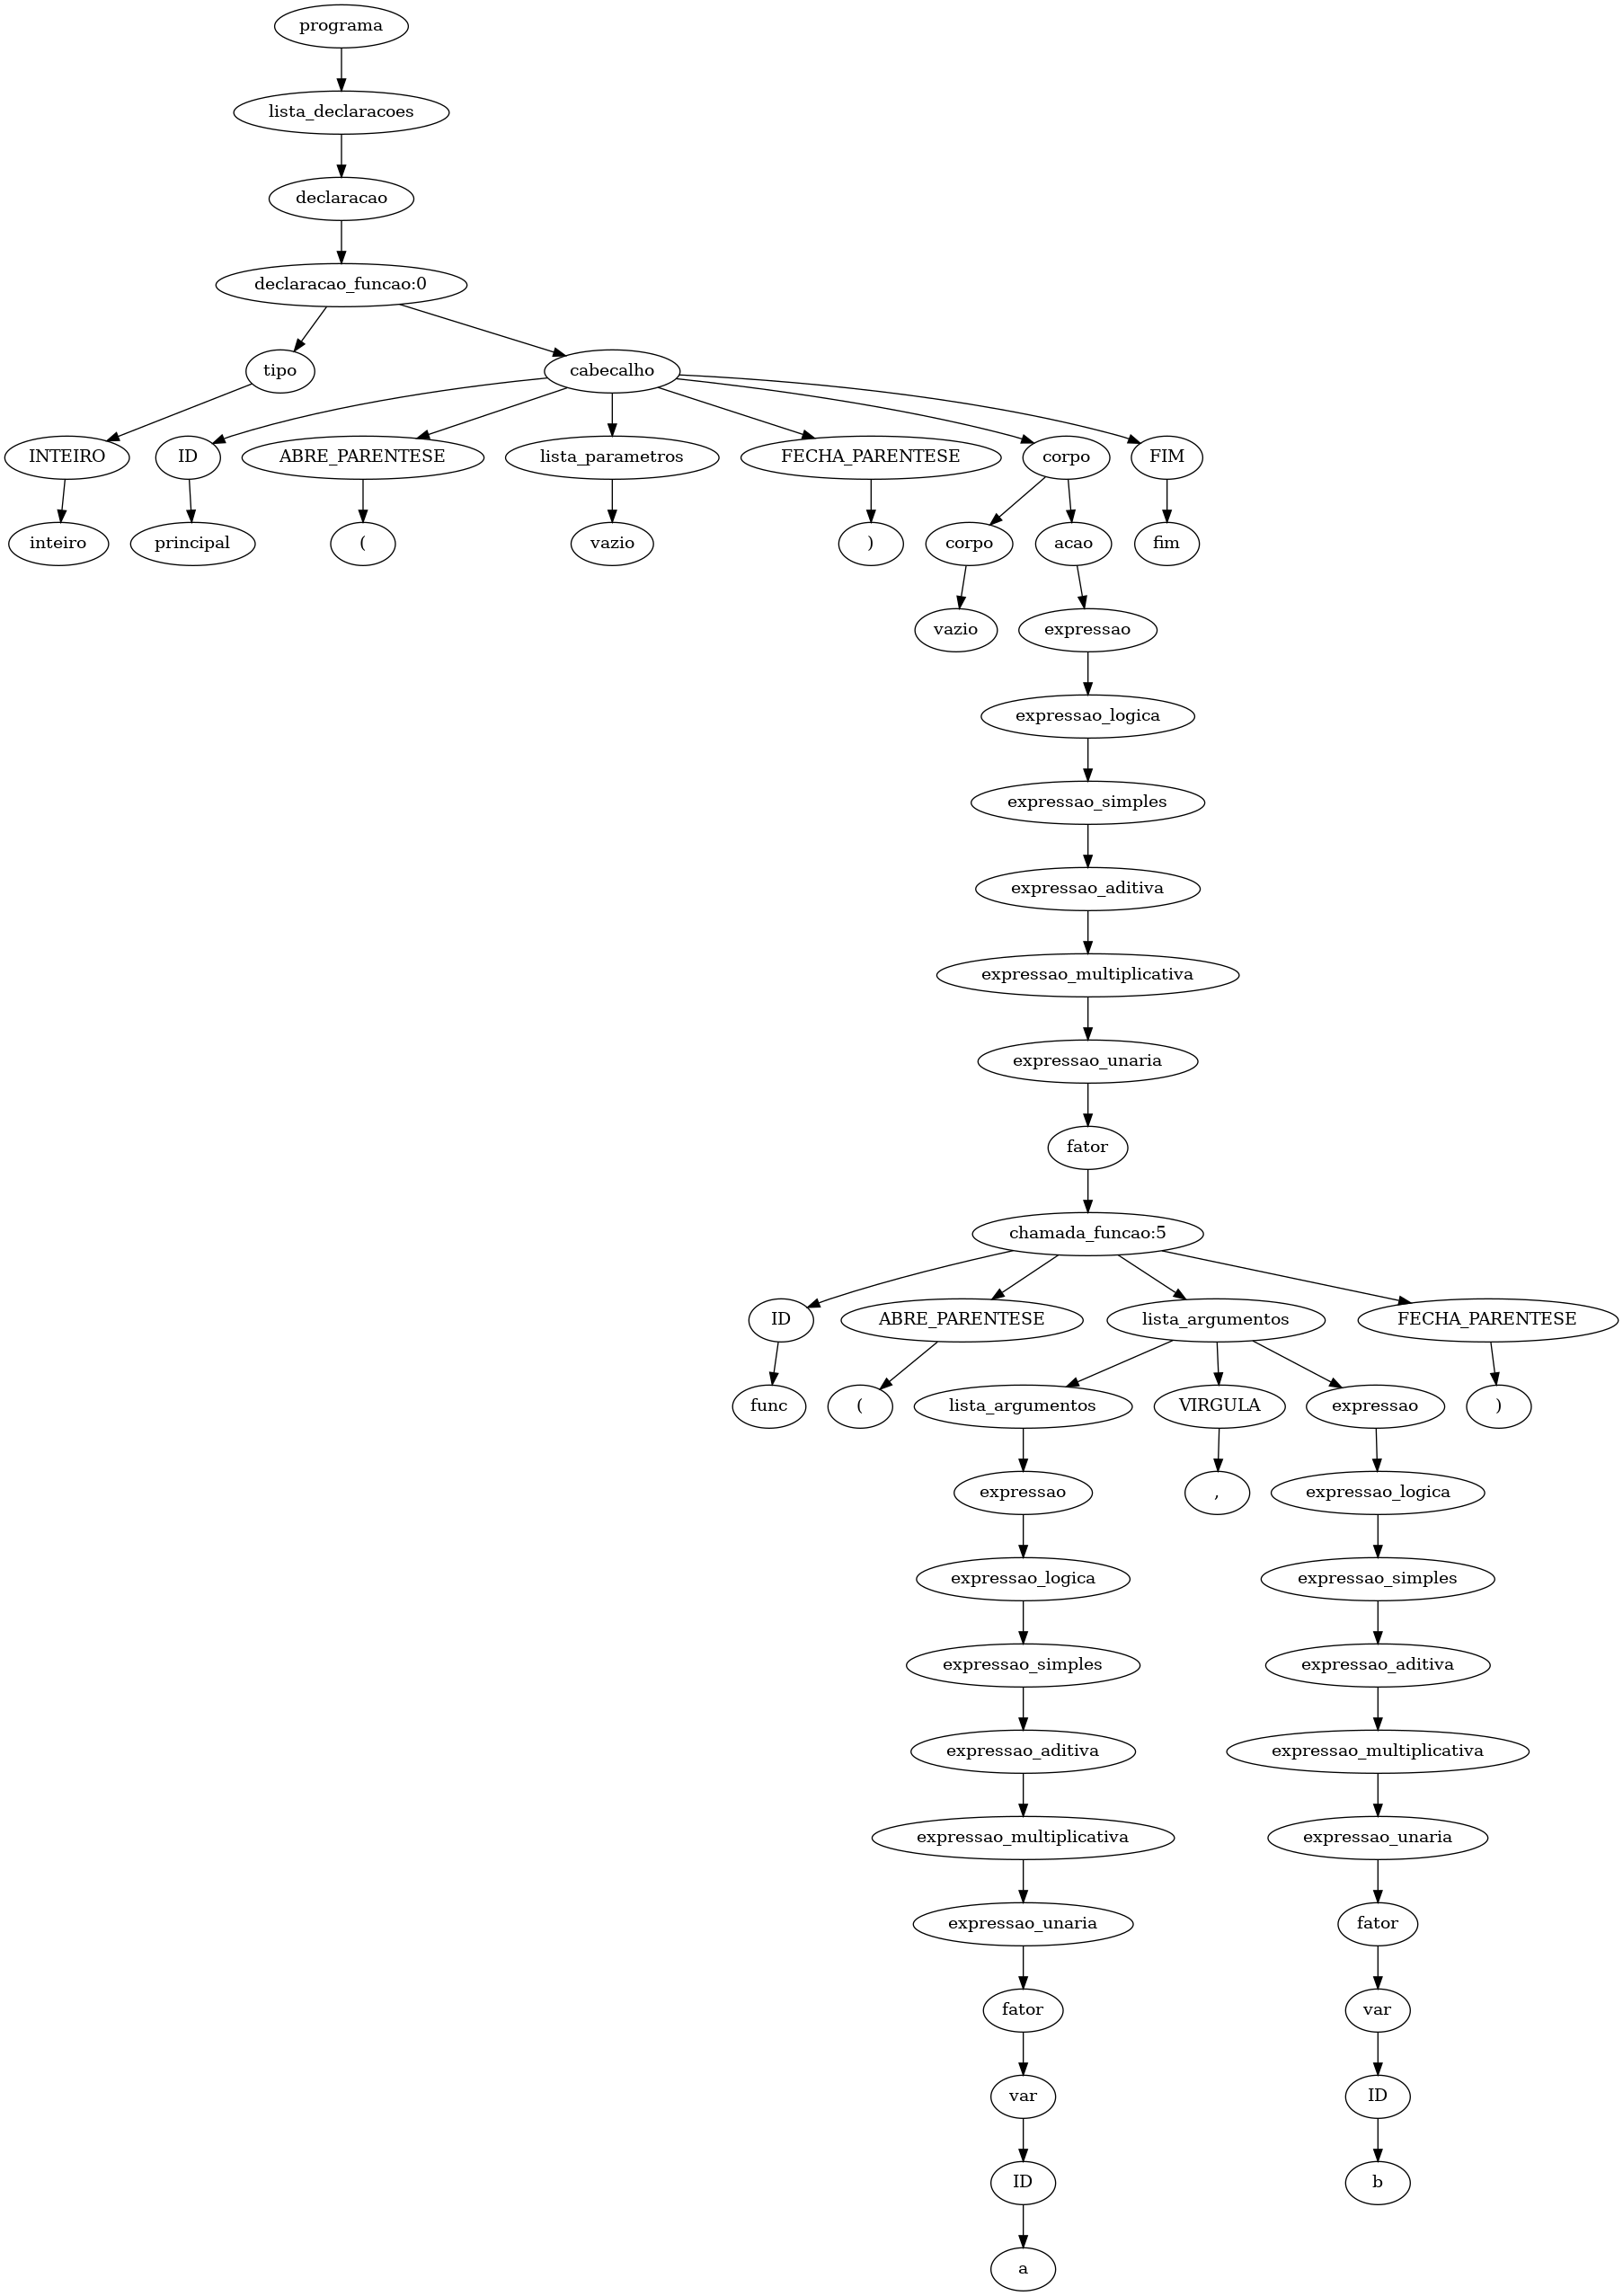 programa
lista_declaracoes
declaracao
declaracao_funcao:0
tipo cabecalho
INTEIRO ID ABRE_PARENTESE lista_parametros FECHA_PARENTESE corpo FIM
inteiro principal ( vazio ) corpo acao fim
vazio expressao
expressao_logica
expressao_simples
expressao_aditiva
expressao_multiplicativa
expressao_unaria
fator
chamada_funcao:5
ID ABRE_PARENTESE lista_argumentos FECHA_PARENTESE
func ( lista_argumentos VIRGULA expressao )
expressao , expressao_logica
expressao_logica expressao_simples
expressao_simples expressao_aditiva
expressao_aditiva expressao_multiplicativa
expressao_multiplicativa expressao_unaria
expressao_unaria fator
fator var
var ID
ID b
a